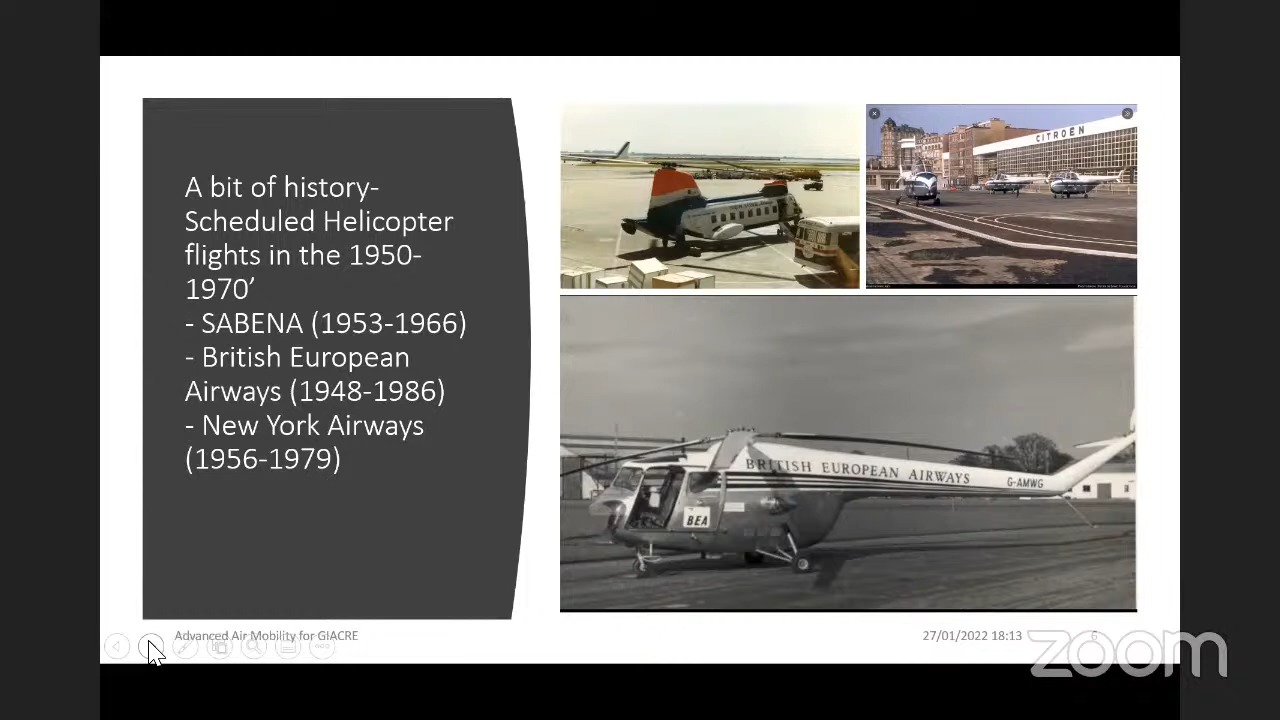 A bit of history-
Scheduled Helicopter
flights in the 1950-
1970’
- SABENA (1953-1966)
- British European
Airways (1948-1986)
- New York Airways
(1956-1979)
CITROËN
BRITISH EUROPEAN AIRWAYS
G-AMWG
BEA
Advanced Air Mobility for GIACRE
27/01/2022 18:13
6
zoom